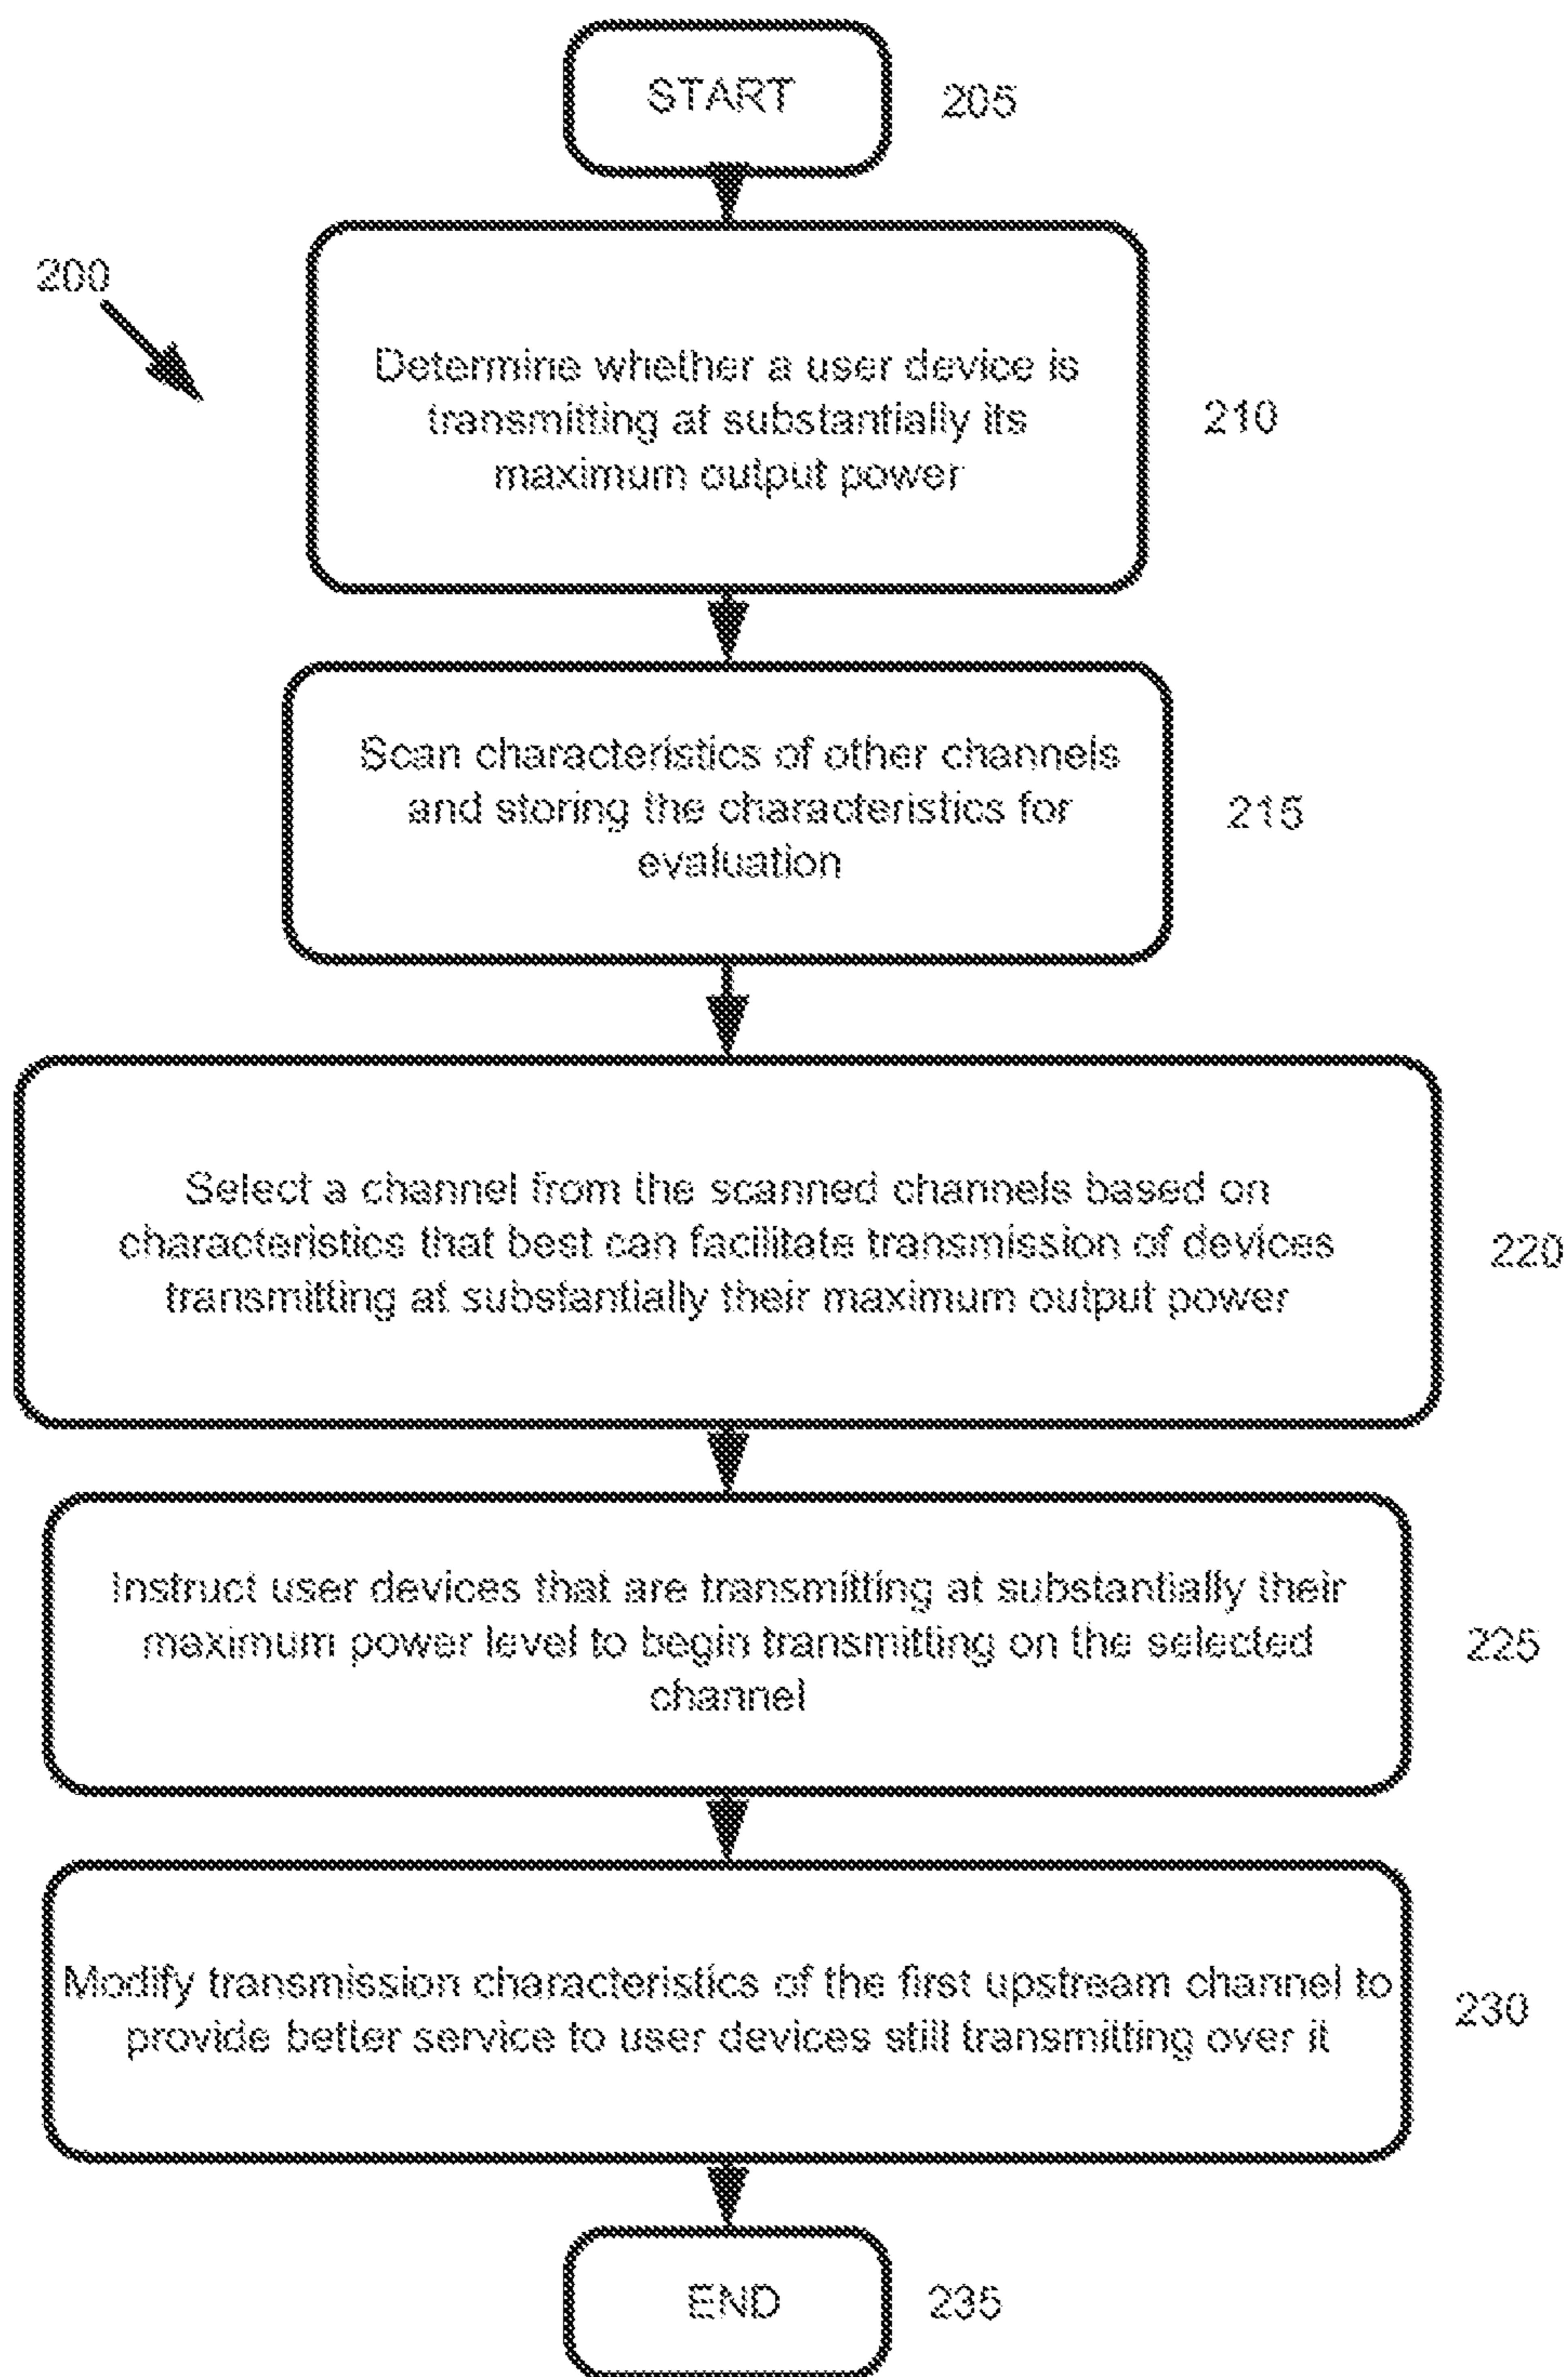 START
205
200
Determine whether a user device is
transmitting at substantially its
maximum output power
210
Scan characteristics of other channels
and storing the characteristics for
evaluation
215
Select a channel from the scanned channels based on
characteristics that best can facilitate transmission of devices
transmitting at substantially their maximum output power
220
Instruct user devices that are transmitting at substantially their
maximum power level to begin transmitting on the selected
channel
225
Modify transmission characteristics of the first upstream channel to
provide better service to user devices still transmitting over it
230
END
235